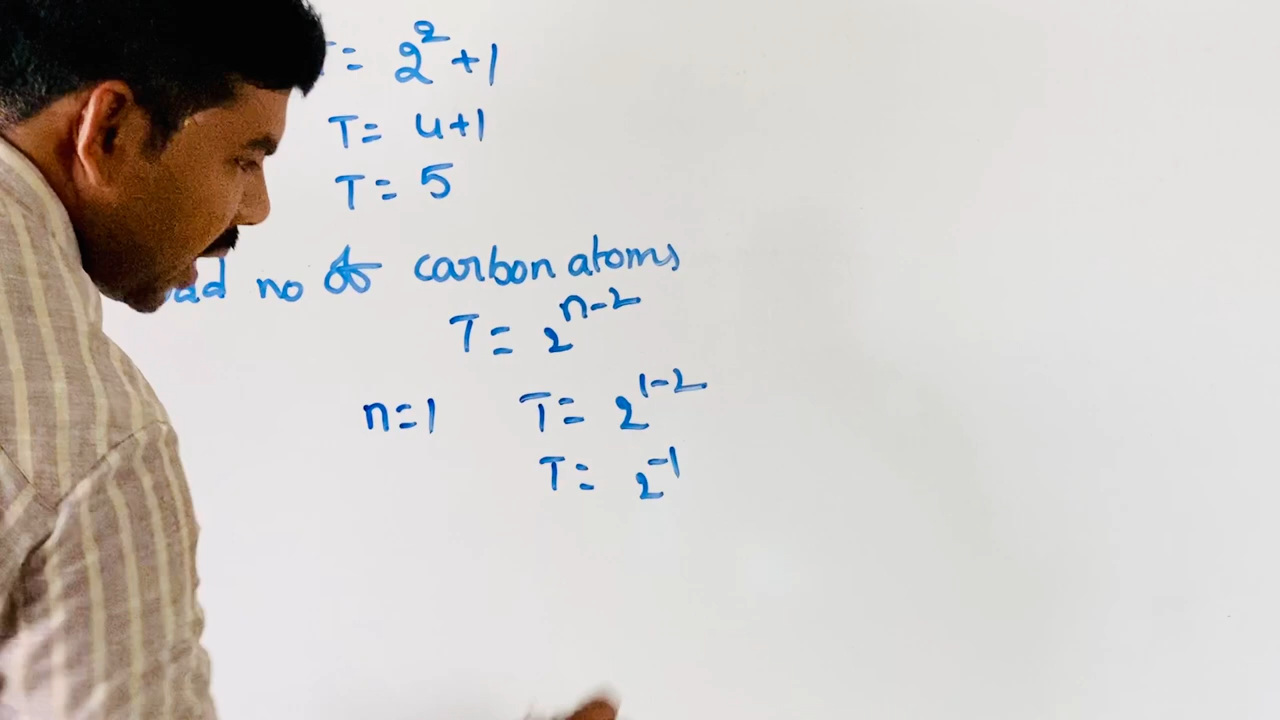 = 2² + 1
T = 4+1
T = 5
no of carbon atoms
T = 2ⁿ⁻²
n=1 T = 2¹⁻²
T = 2⁻¹